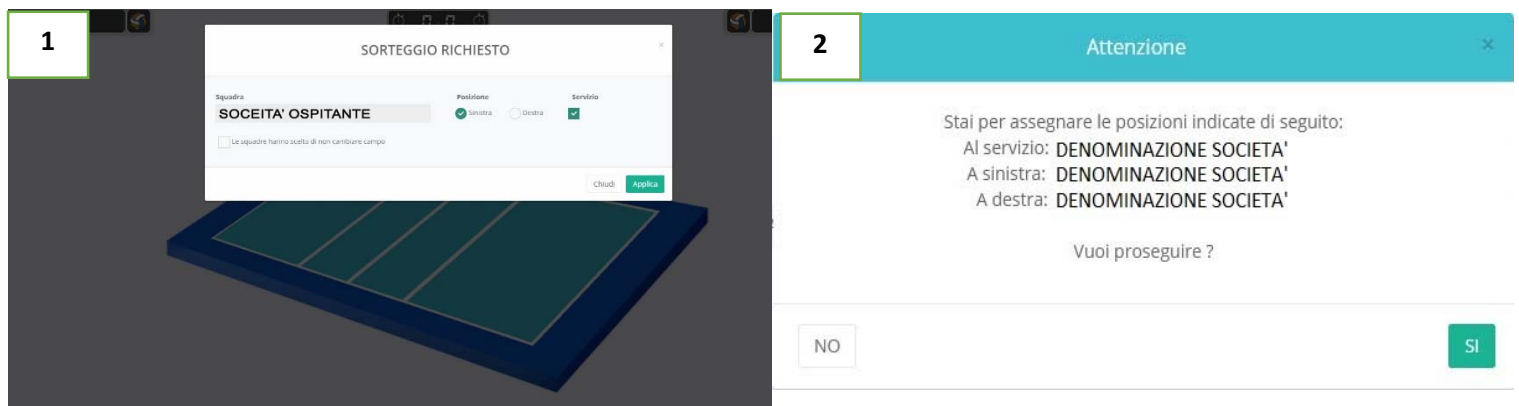 1
0 0
SORTEGGIO RICHIESTO
×
Squadra Posizione Servizio
SOCEITA' OSPITANTE Sinistra Destra
Le squadre hanno scelto di non cambiare campo
Chiudi Applica
2
Attenzione
×
Stai per assegnare le posizioni indicate di seguito:
Al servizio: DENOMINAZIONE SOCIETA'
A sinistra: DENOMINAZIONE SOCIETA'
A destra: DENOMINAZIONE SOCIETA'
Vuoi proseguire ?
NO SI